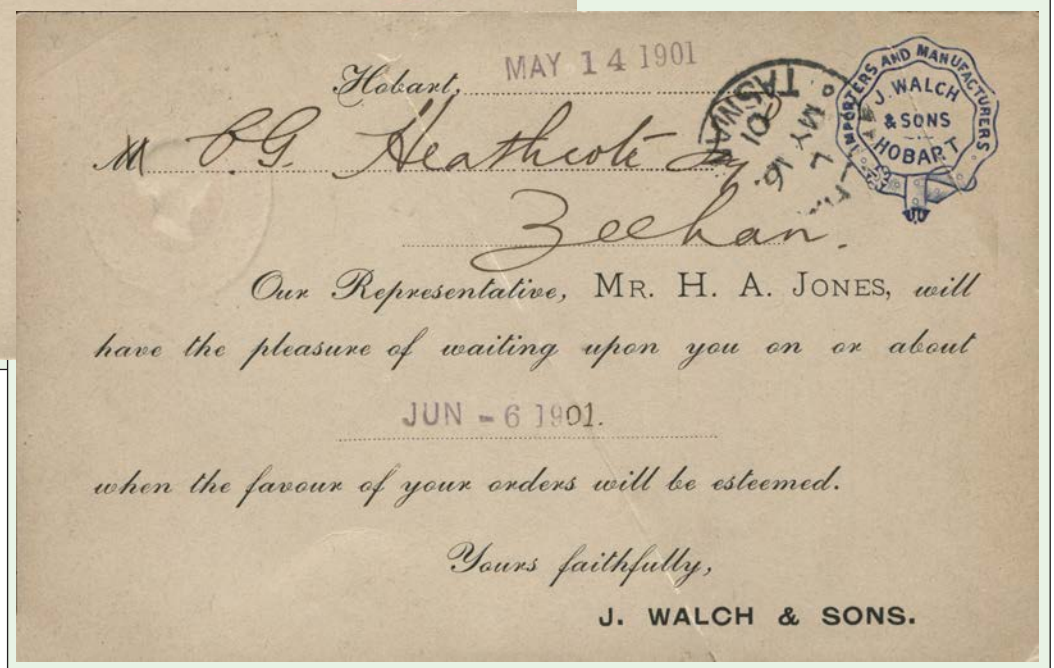 Hobart, MAY 14 1901
M C.G. Heathcote Esq
Zeehan.
TASMAN
MY 16
01
IMPORTERS AND MANUFACTURERS
J. WALCH
& SONS
HOBART
Our Representative, MR. H. A. JONES, will
have the pleasure of waiting upon you on or about
JUN - 6 1901.
when the favour of your orders will be esteemed.
Yours faithfully,
J. WALCH & SONS.